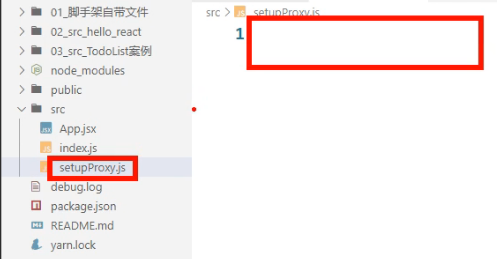 01_脚手架自带文件
02_src_hello_react
03_src_TodoList案例
node_modules
public
src
App.jsx
index.js
setupProxy.js
debug.log
package.json
README.md
yarn.lock
src > setupProxy.js
1